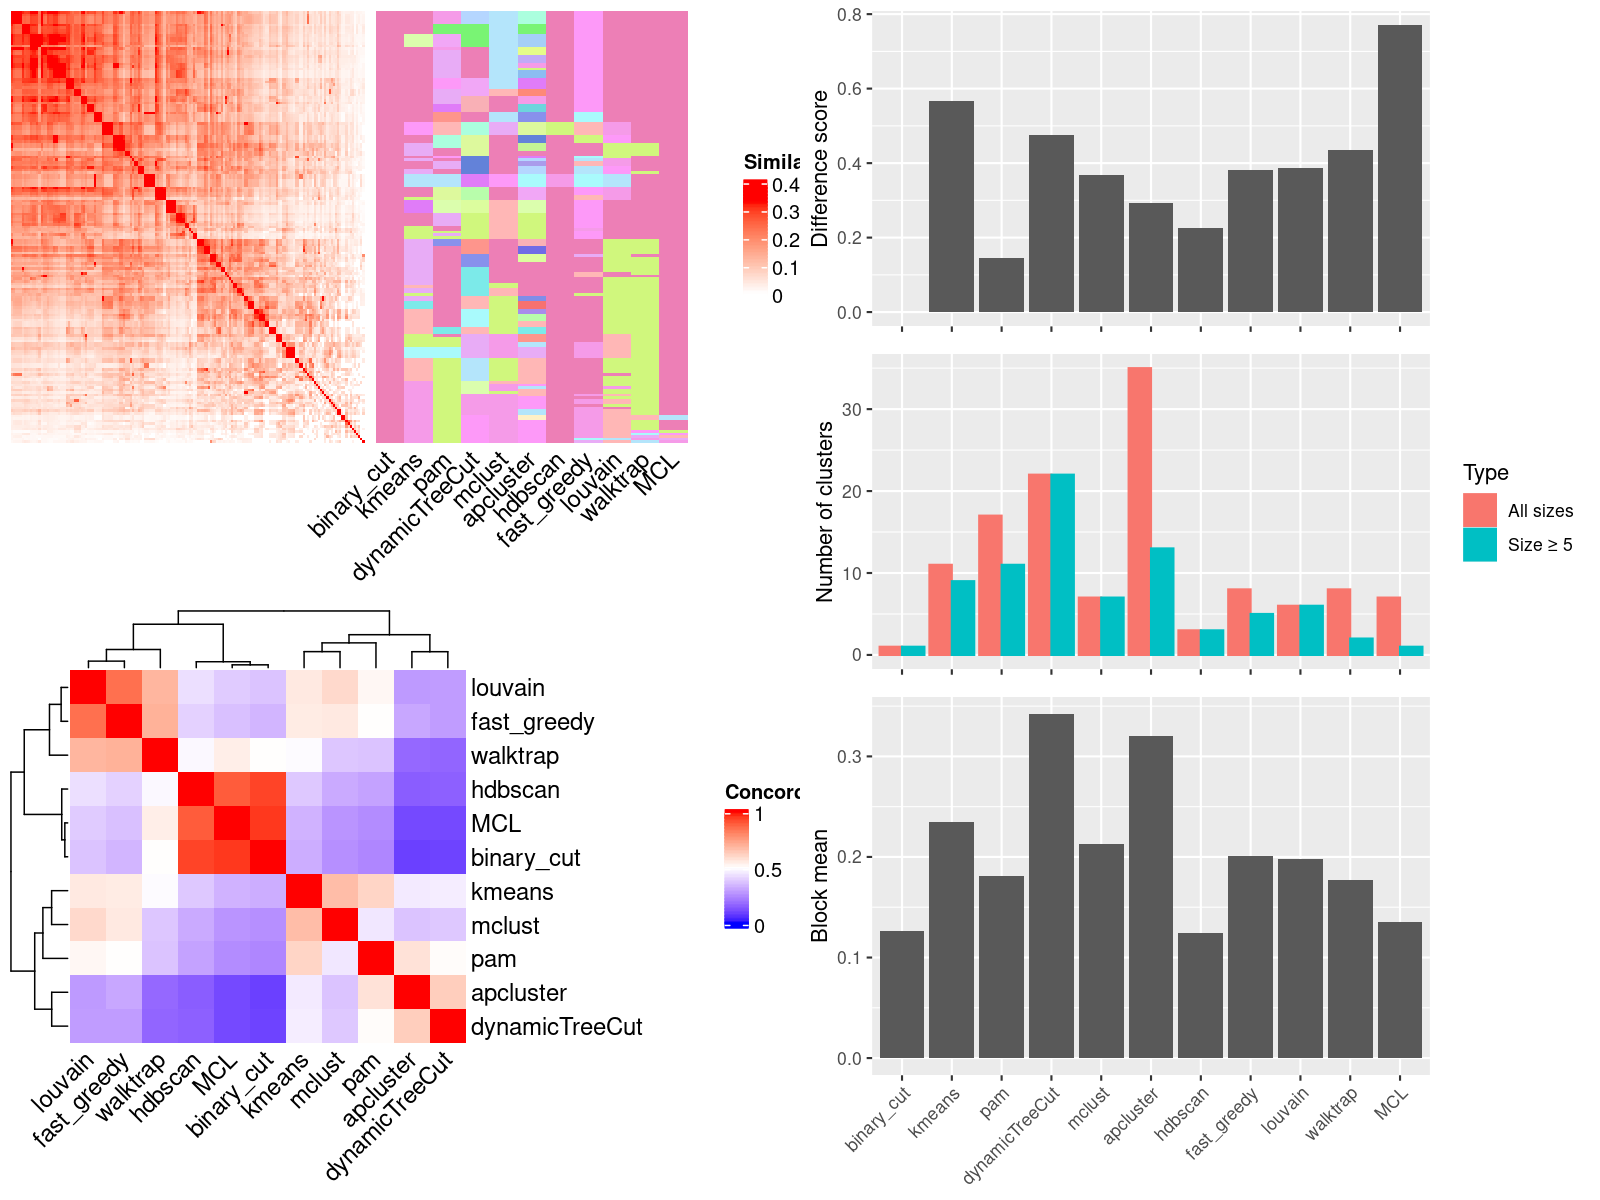 Simila
0.4
0.3
0.2
0.1
0
binary_cut
kmeans
pam
dynamicTreeCut
mclust
apcluster
hdbscan
fast_greedy
louvain
walktrap
MCL
louvain
fast_greedy
walktrap
hdbscan
MCL
binary_cut
kmeans
mclust
pam
apcluster
dynamicTreeCut
louvain
fast_greedy
walktrap
hdbscan
MCL
binary_cut
kmeans
mclust
pam
apcluster
dynamicTreeCut
Concord
1
0.5
0
Difference score
0.8
0.6
0.4
0.2
0.0
Number of clusters
30
20
10
0
Type
All sizes
Size ≥ 5
Block mean
0.3
0.2
0.1
0.0
binary_cut
kmeans
pam
dynamicTreeCut
mclust
apcluster
hdbscan
fast_greedy
louvain
walktrap
MCL